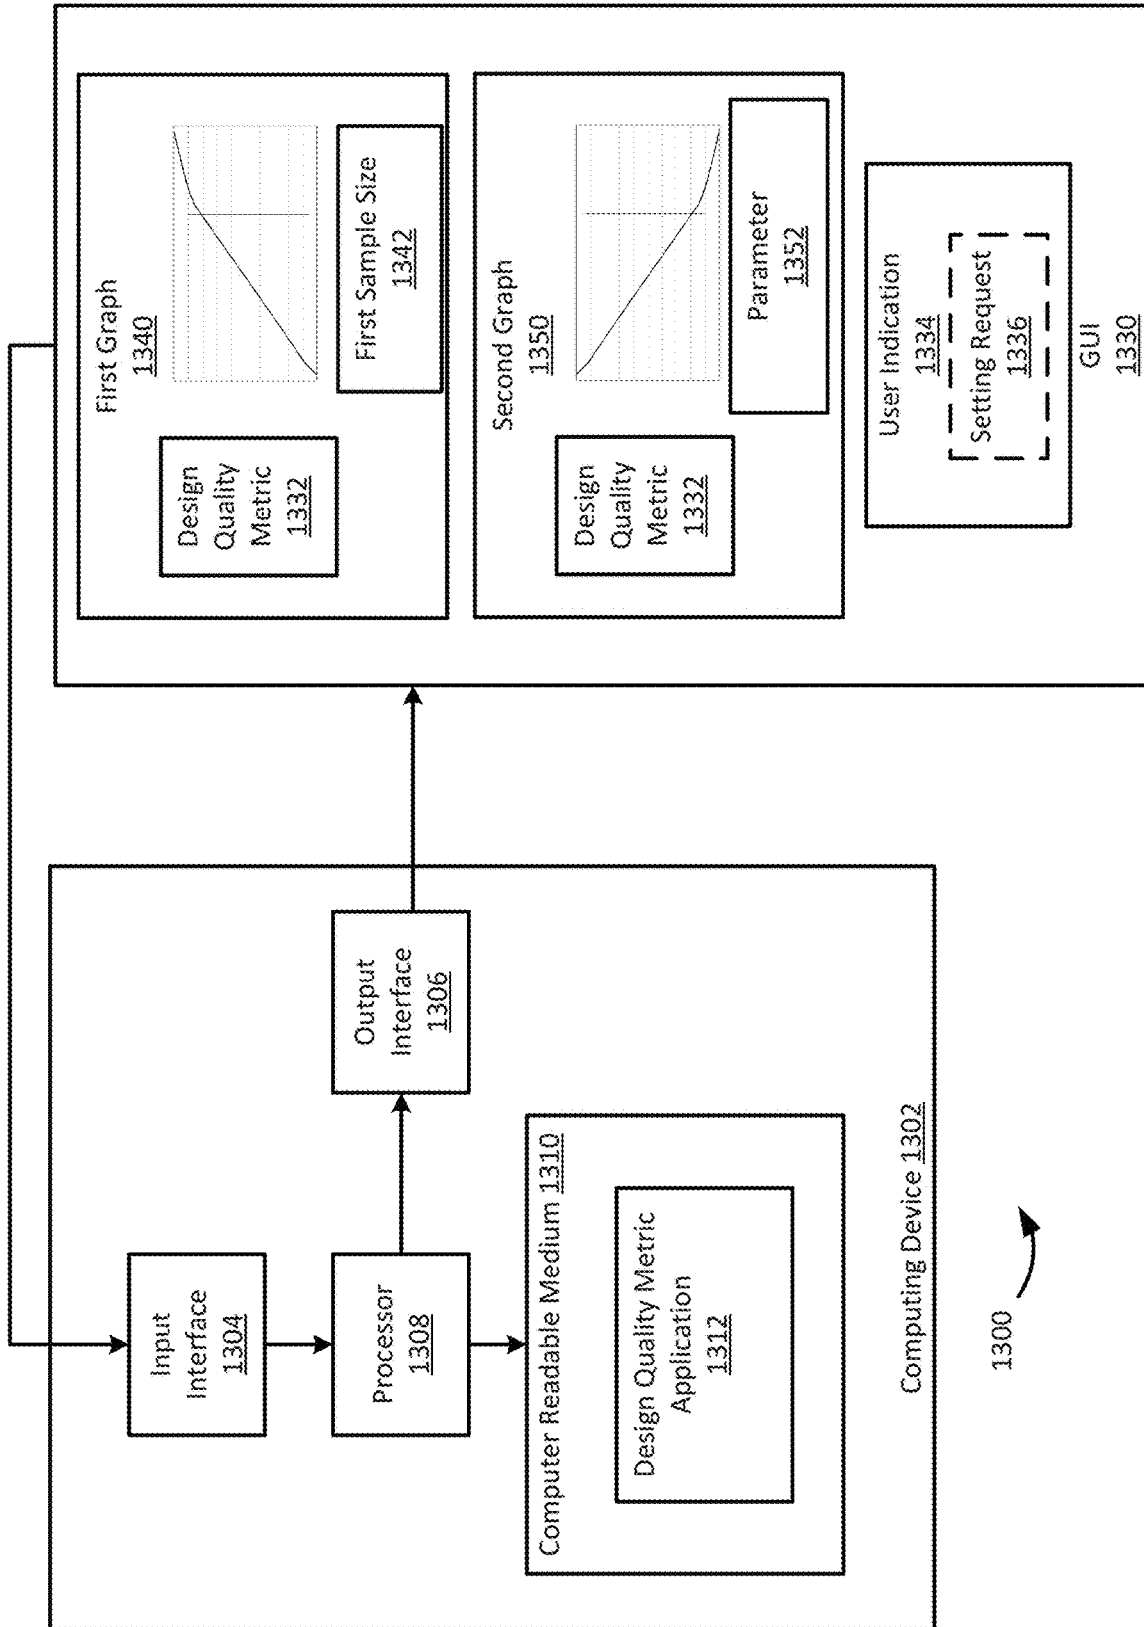 Input
Interface
1304
Processor
1308
Output
Interface
1306
Computer Readable Medium 1310
Design Quality Metric
Application
1312
Computing Device 1302
1300
First Graph
1340
Design
Quality
Metric
1332
First Sample Size
1342
Second Graph
1350
Design
Quality
Metric
1332
Parameter
1352
User Indication
1334
Setting Request
1336
GUI
1330